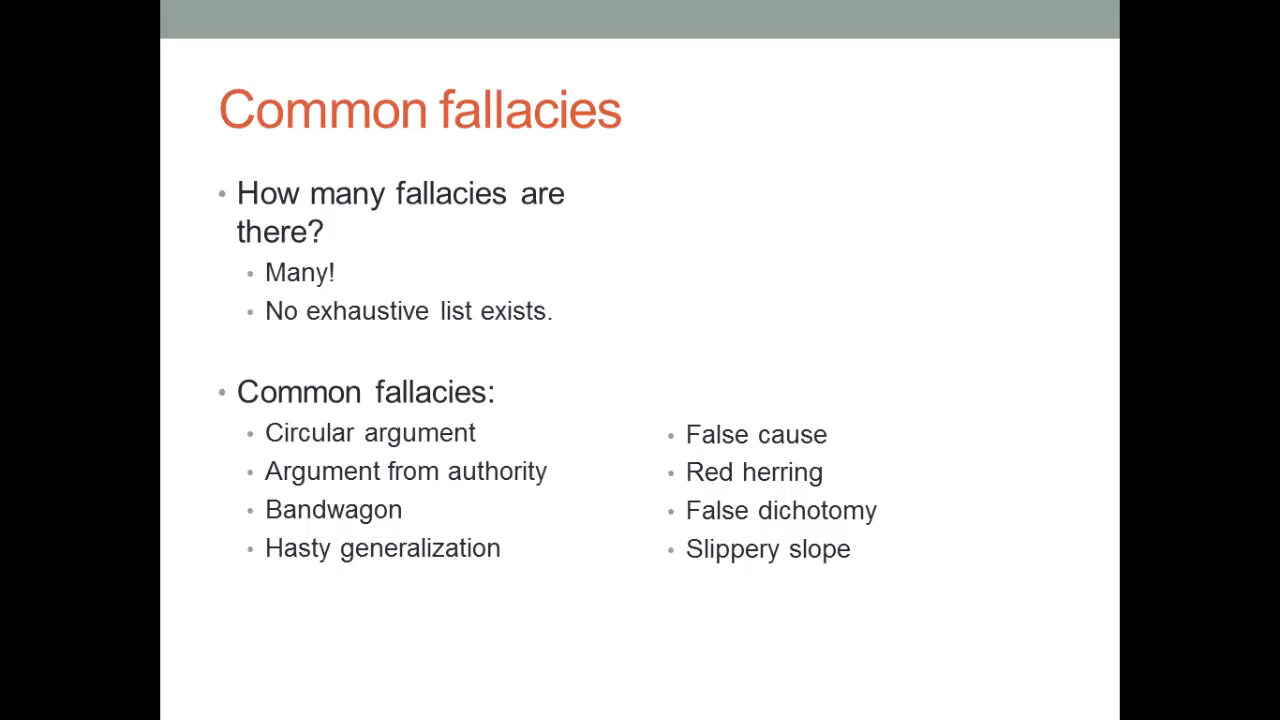 Common fallacies
• How many fallacies are
there?
• Many!
• No exhaustive list exists.
• Common fallacies:
• Circular argument
• Argument from authority
• Bandwagon
• Hasty generalization
• False cause
• Red herring
• False dichotomy
• Slippery slope